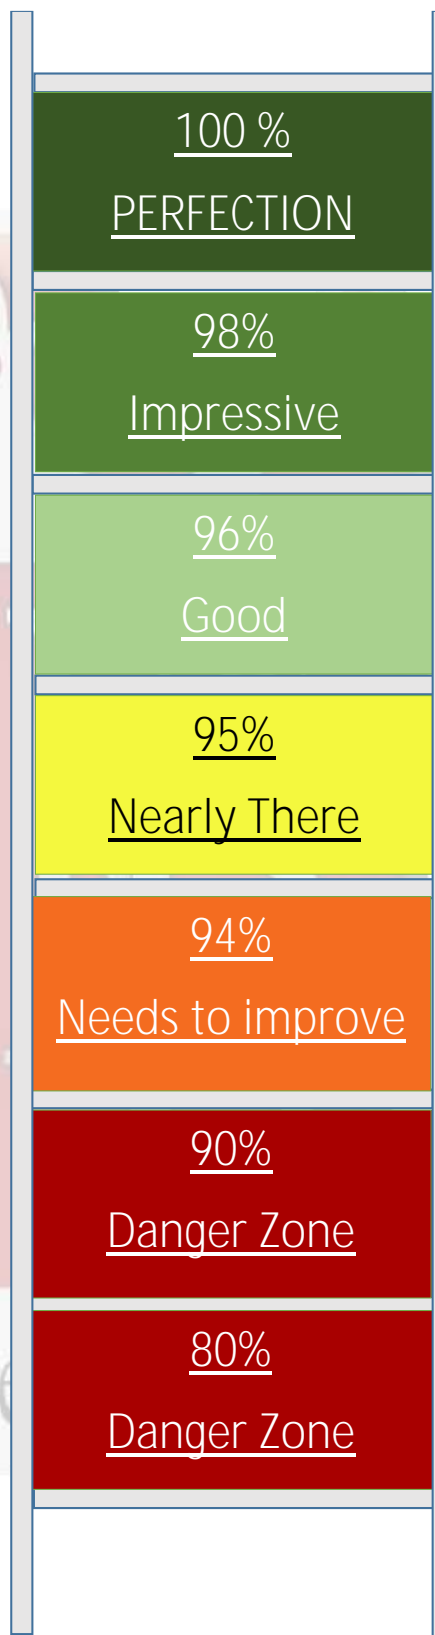 100 %
PERFECTION
98%
Impressive
96%
Good
95%
Nearly There
94%
Needs to improve
90%
Danger Zone
80%
Danger Zone